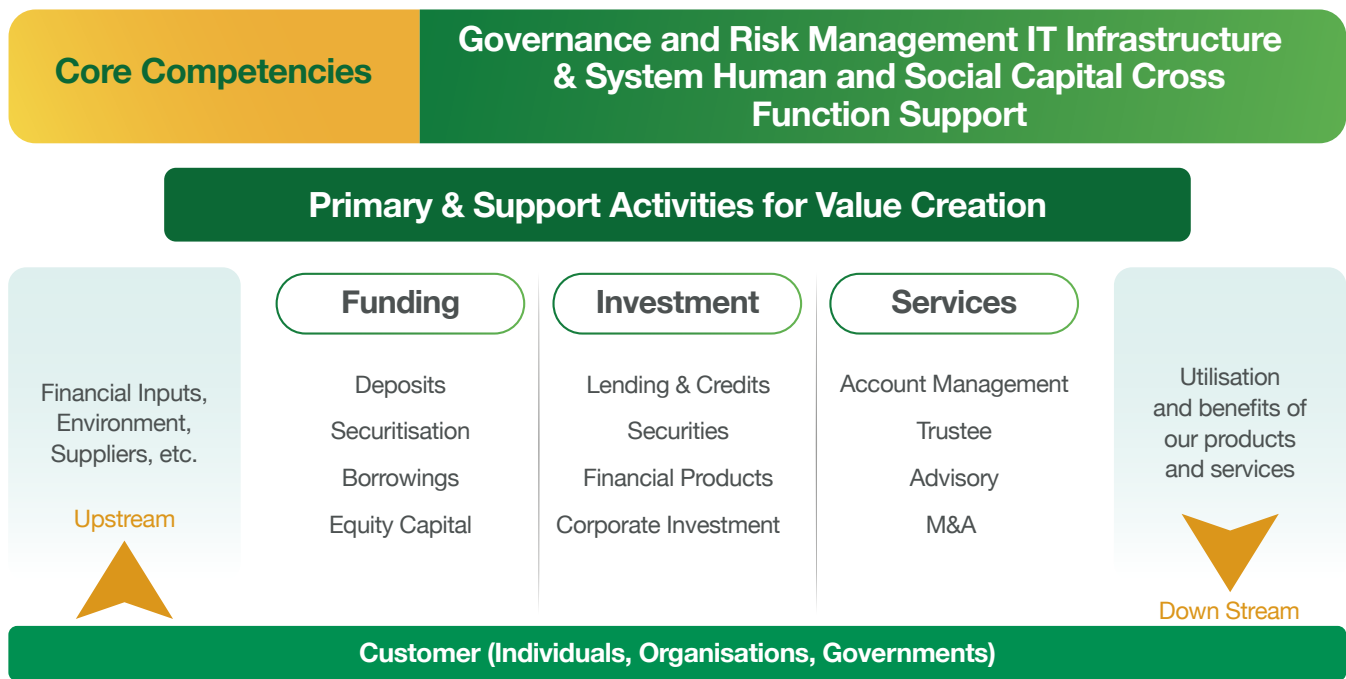 Core Competencies
Governance and Risk Management IT Infrastructure
& System Human and Social Capital Cross
Function Support
Primary & Support Activities for Value Creation
Financial Inputs,
Environment,
Suppliers, etc.
Upstream
Funding
Deposits
Securitisation
Borrowings
Equity Capital
Investment
Lending & Credits
Securities
Financial Products
Corporate Investment
Services
Account Management
Trustee
Advisory
M&A
Utilisation
and benefits of
our products
and services
Down Stream
Customer (Individuals, Organisations, Governments)